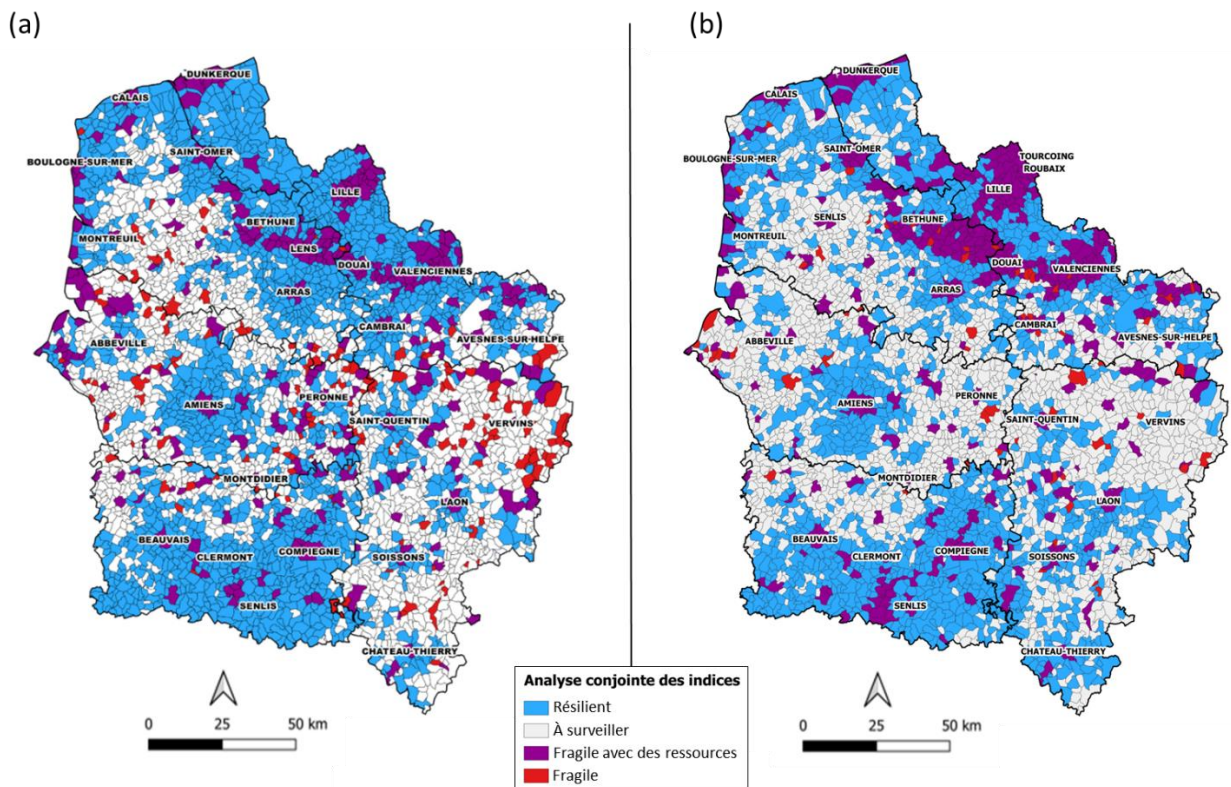 (a)
DUNKERQUE
CALAIS
SAINT-OMER
BOULOGNE-SUR-MER
LILLE
BETHUNE
MONTREUIL
LENS
DOUAI
VALENCIENNES
ARRAS
CAMBRAI
AVESNES-SUR-HELPE
ABBEVILLE
PERONNE
AMIENS
SAINT-QUENTIN
VERVINS
MONTDIDIER
LAON
BEAUVAIS
CLERMONT
COMPIEGNE
SOISSONS
SENLIS
CHATEAU-THIERRY
0 25 50 km
(b)
DUNKERQUE
CALAIS
SAINT-OMER
BOULOGNE-SUR-MER
TOURCOING
ROUBAIX
LILLE
SENLIS
BETHUNE
MONTREUIL
DOUAI
VALENCIENNES
ARRAS
CAMBRAI
AVESNES-SUR-HELPE
ABBEVILLE
PERONNE
AMIENS
SAINT-QUENTIN
VERVINS
MONTDIDIER
LAON
BEAUVAIS
CLERMONT
COMPIEGNE
SOISSONS
SENLIS
CHATEAU-THIERRY
0 25 50 km
Analyse conjointe des indices
Résilient
À surveiller
Fragile avec des ressources
Fragile